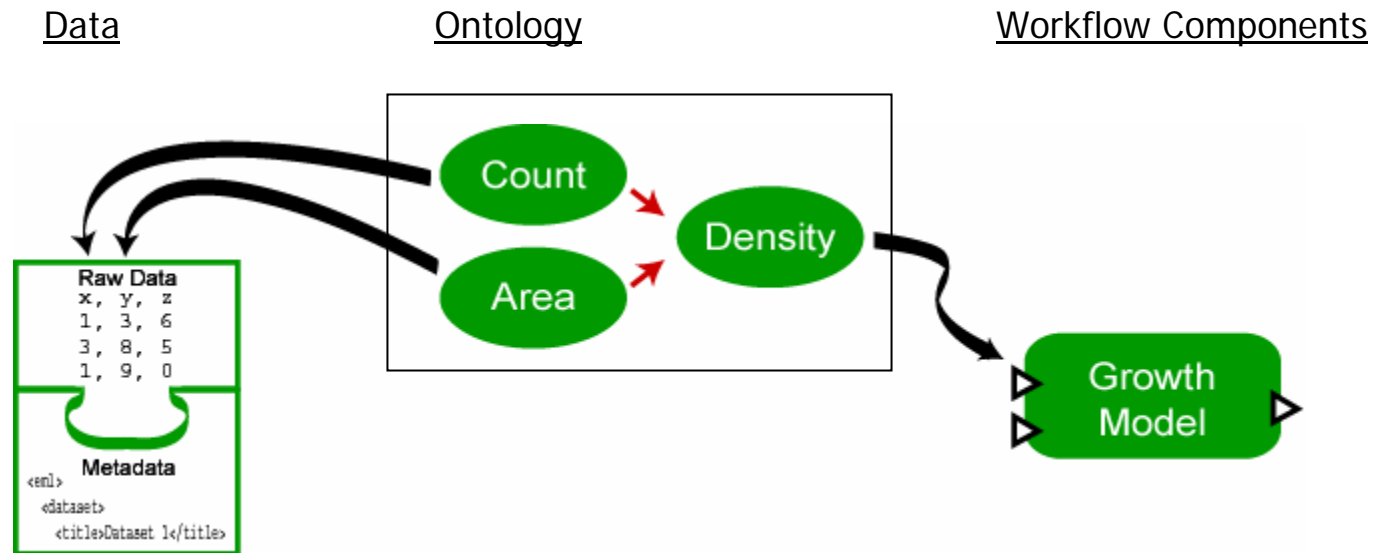 Data
Ontology
Workflow Components
Count
Area
Density
Raw Data
x, y, z
1, 3, 6
3, 8, 5
1, 9, 0
Metadata
<eml>
<dataset>
<title>Dataset 1</title>
Growth
Model